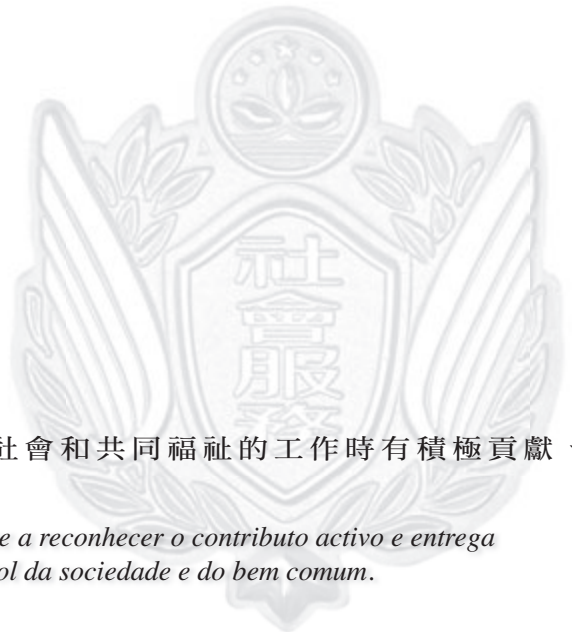 社會服務
社會和共同福祉的工作時有積極貢獻
e a reconhecer o contributo activo e entrega
ol da sociedade e do bem comum.